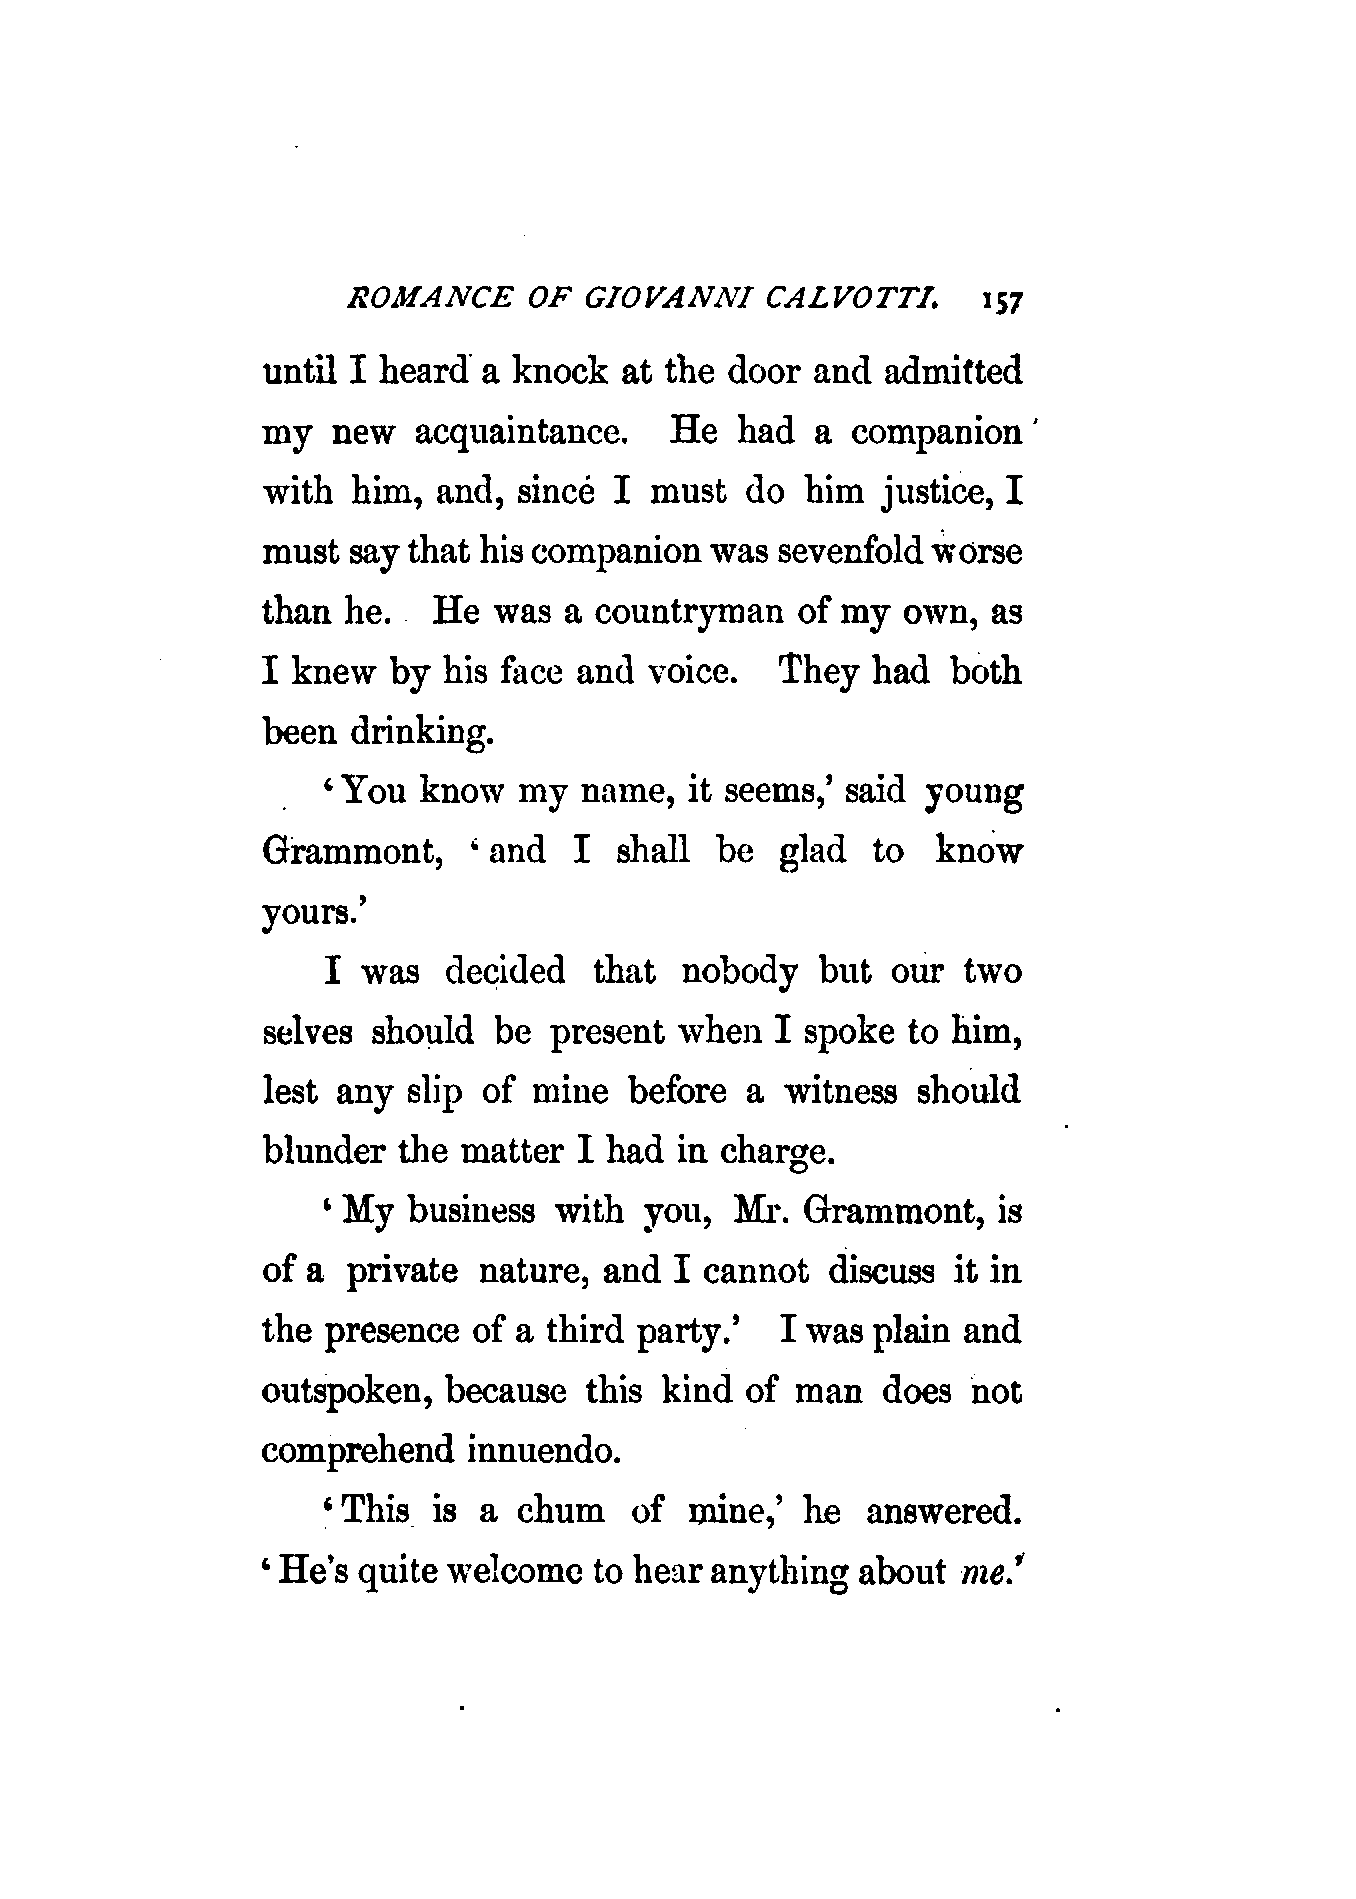 ROMANCE OF GIOVANNI CALVOTTI. 157
until I heard a knock at the door and admitted
my new acquaintance. He had a companion
with him, and, since I must do him justice, I
must say that his companion was sevenfold worse
than he. He was a countryman of my own, as
I knew by his face and voice. They had both
been drinking.
‘You know my name, it seems,’ said young
Grammont, ‘and I shall be glad to know
yours.’
I was decided that nobody but our two
selves should be present when I spoke to him,
lest any slip of mine before a witness should
blunder the matter I had in charge.
‘My business with you, Mr. Grammont, is
of a private nature, and I cannot discuss it in
the presence of a third party.’ I was plain and
outspoken, because this kind of man does not
comprehend innuendo.
‘This is a chum of mine,’ he answered.
‘He's quite welcome to hear anything about me.’